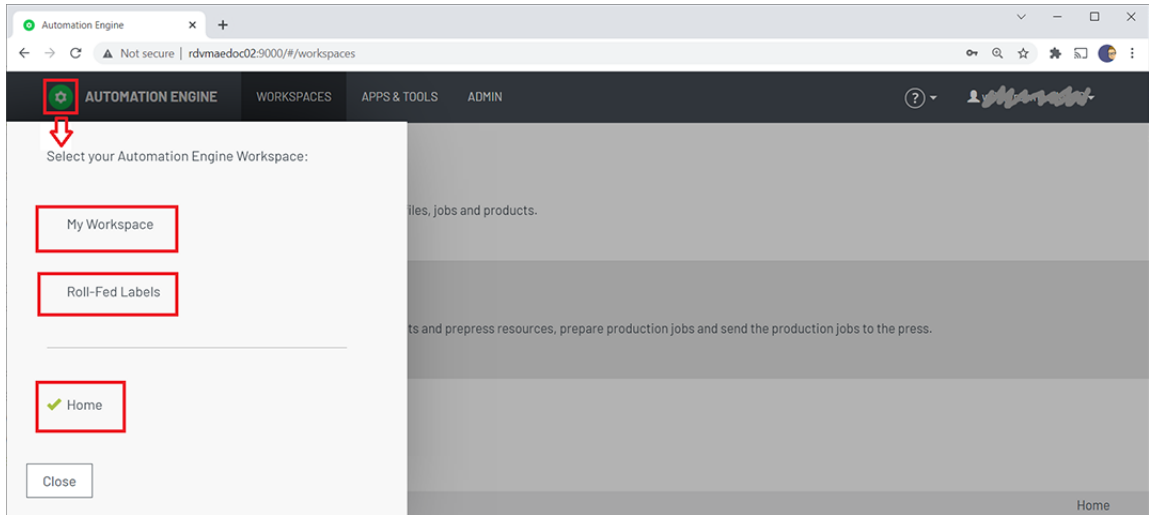 Automation Engine
Not secure | rdvmaedoc02:9000/#/workspaces
AUTOMATION ENGINE WORKSPACES APPS & TOOLS ADMIN ?
Select your Automation Engine Workspace:
My Workspace
iles, jobs and products.
Roll-Fed Labels
ts and prepress resources, prepare production jobs and send the production jobs to the press.
Home
Close
Home